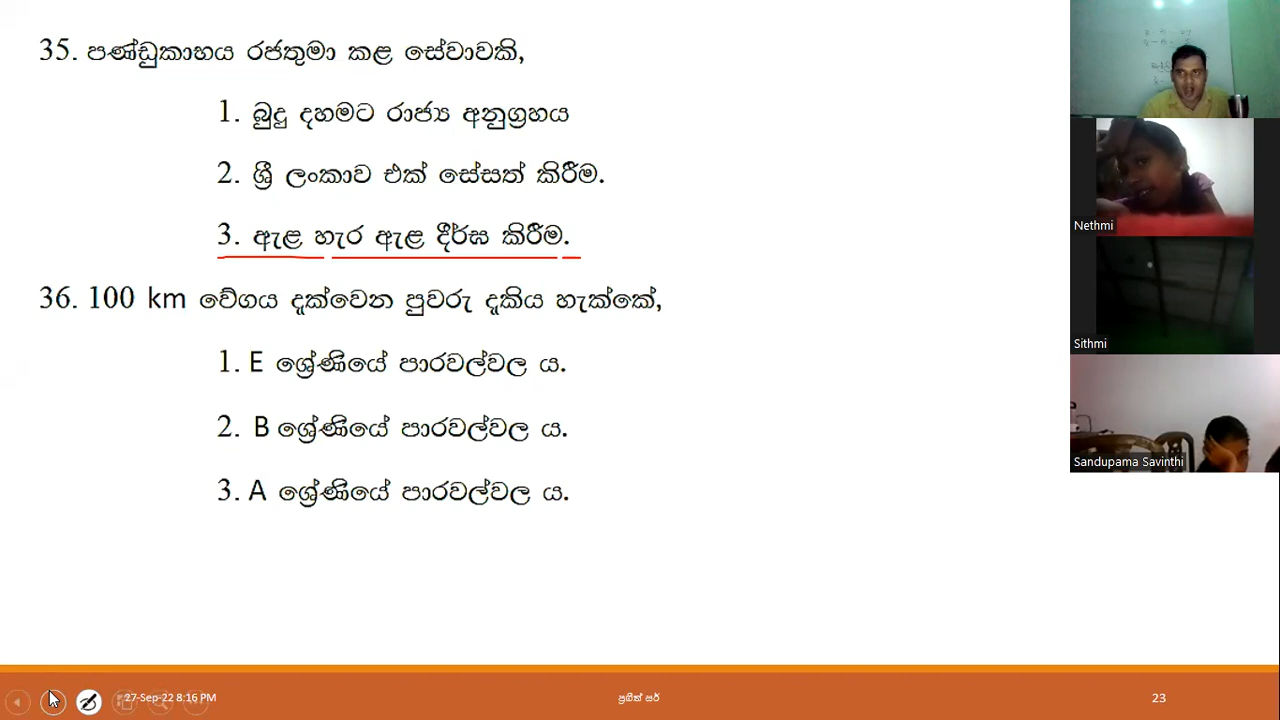 35. පණ්ඩුකාභය රජතුමා කළ සේවාවකි,
1. බුදු දහමට රාජ්‍ය අනුග්‍රහය
2. ශ්‍රී ලංකාව එක් සේසත් කිරීම.
3. ඇළ හැර ඇළ දීර්ඝ කිරීම.
36. 100 km වේගය දැක්වෙන පුවරු දැකිය හැක්කේ,
1. E ශ්‍රේණියේ පාරවල්වල ය.
2. B ශ්‍රේණියේ පාරවල්වල ය.
3. A ශ්‍රේණියේ පාරවල්වල ය.
Nethmi
Sithmi
Sandupama Savinthi
27-Sep-22 8:16 PM
ප්‍රගිත් සර්
23